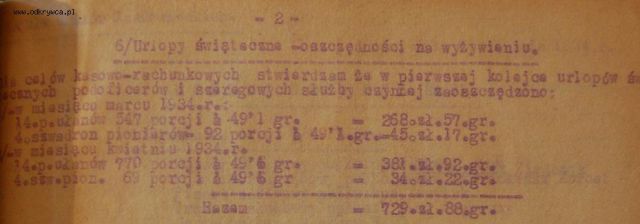 www.odkrywca.pl
- 2 -
6/Urlopy świąteczne -oszczędności na wyżywieniu.
celów kasowo-rachunkowych stwierdzam że w pierwszej kolejce urlopów
tecznych podoficerów i szeregowych służby czynnej zaoszczędzono:
/-w miesiącu marcu 1934.r.:
14.p.ułanów 547 porcji à 49'1 gr. = 268.zł.57.gr.
4.szwadron pionierów- 92 porcji à 49'1.gr.=45.zł.17.gr.
/-w miesiącu kwietniu 1934.r.
14.p.ułanów 770 porcji à 49'6 gr. = 381.zł.92.gr.
4.szw.pion. 69 porcji à 49'6 gr = 34.zł.22.gr.
Razem = 729.zł.88.gr.